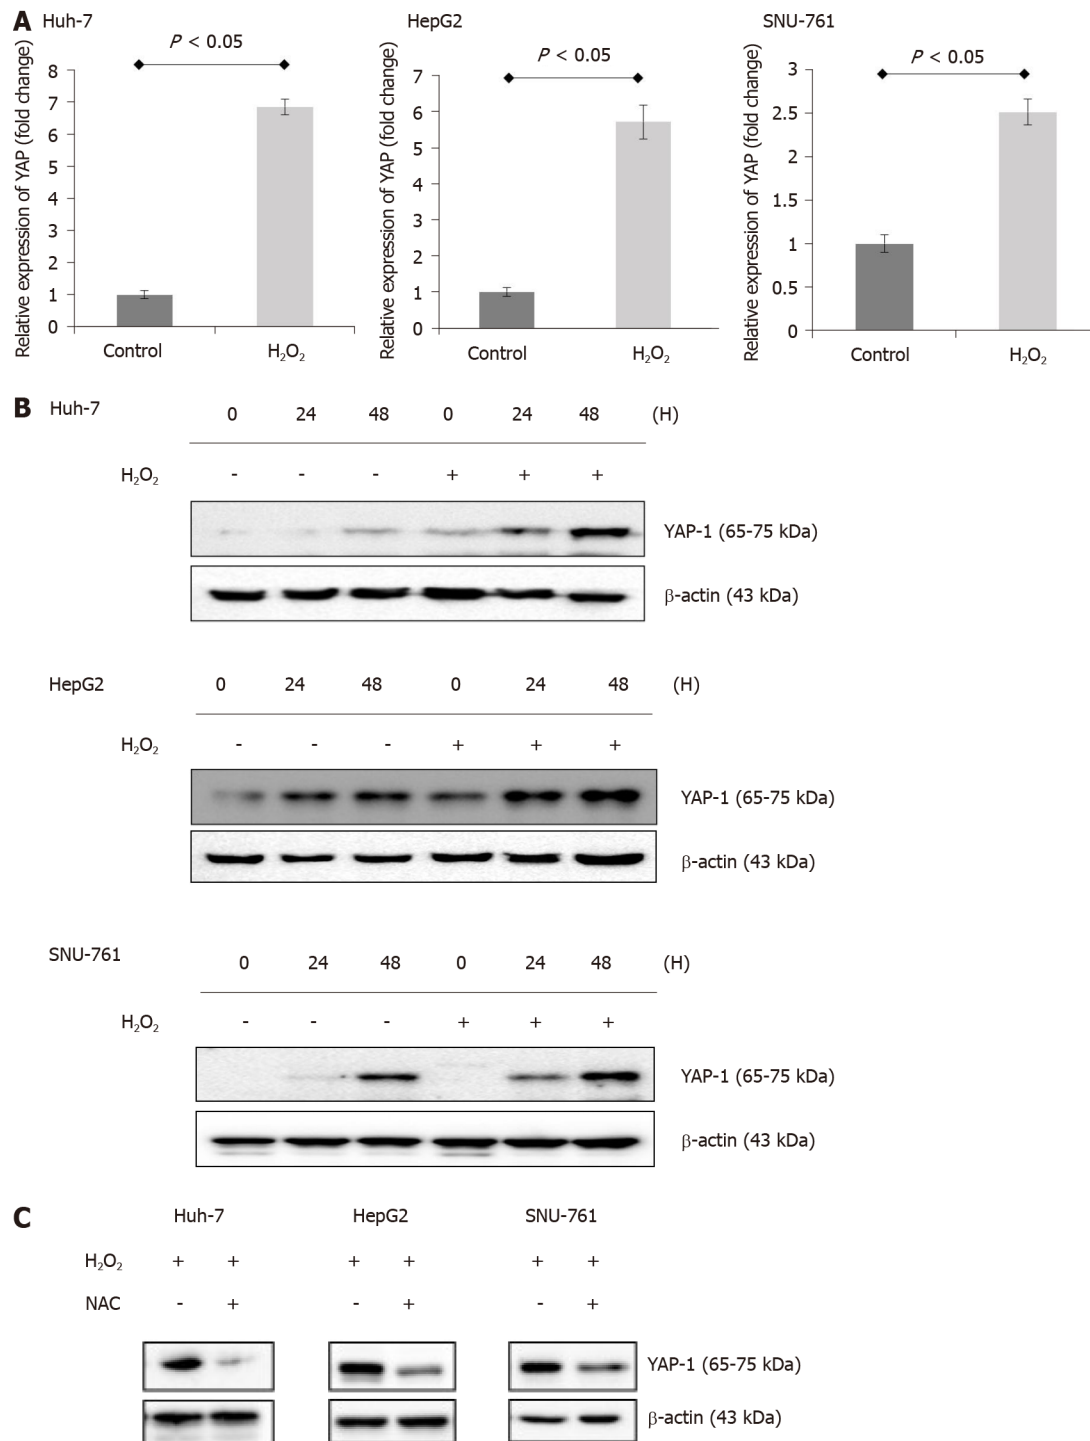 A Huh-7
P < 0.05
Relative expression of YAP (fold change)
8
7
6
5
4
3
2
1
0
Control H₂O₂
HepG2
P < 0.05
Relative expression of YAP (fold change)
7
6
5
4
3
2
1
0
Control H₂O₂
SNU-761
P < 0.05
Relative expression of YAP (fold change)
3
2.5
2
1.5
1
0.5
0
Control H₂O₂
B Huh-7
0 24 48 0 24 48 (H)
H₂O₂ - - - + + +
YAP-1 (65-75 kDa)
β-actin (43 kDa)
HepG2
0 24 48 0 24 48 (H)
H₂O₂ - - - + + +
YAP-1 (65-75 kDa)
β-actin (43 kDa)
SNU-761
0 24 48 0 24 48 (H)
H₂O₂ - - - + + +
YAP-1 (65-75 kDa)
β-actin (43 kDa)
C
Huh-7 HepG2 SNU-761
H₂O₂ + + + + + +
NAC - + - + - +
YAP-1 (65-75 kDa)
β-actin (43 kDa)